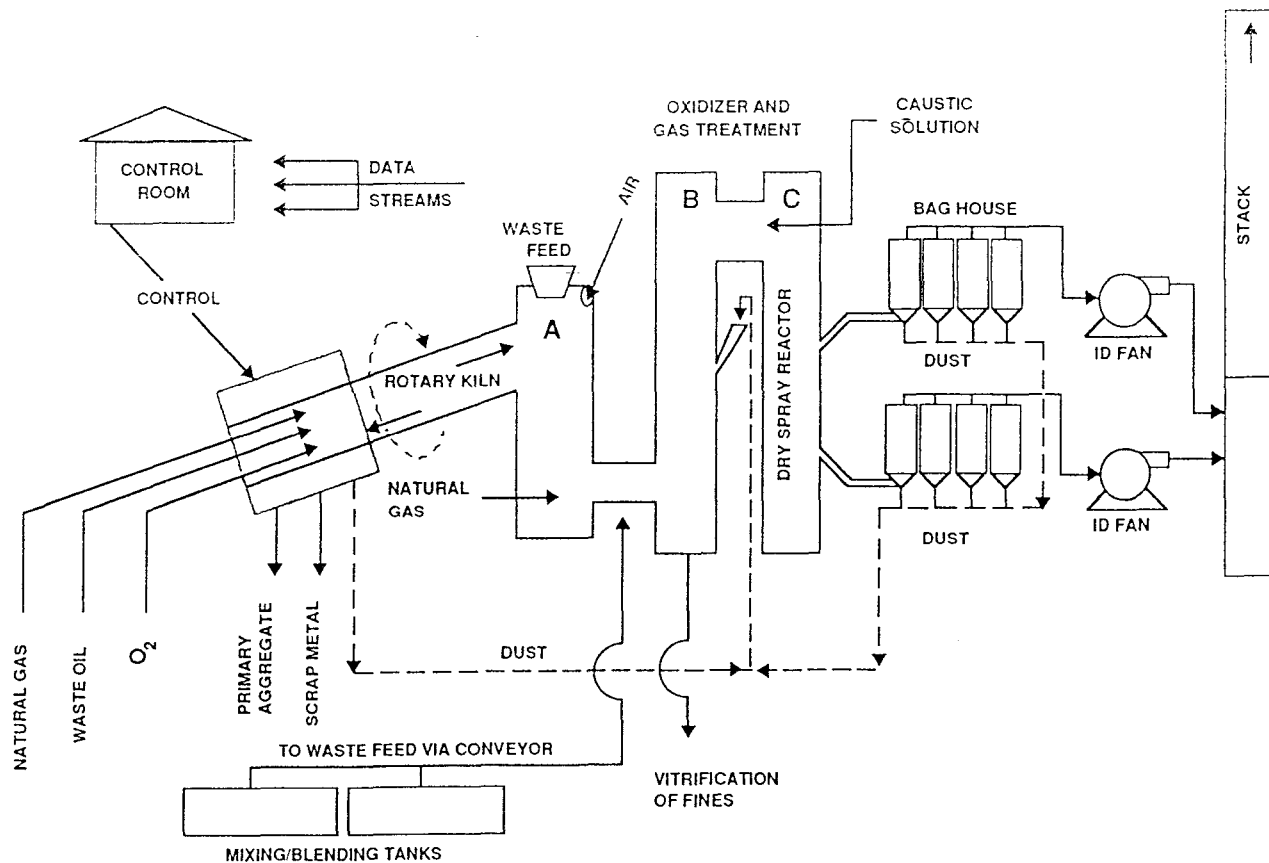 OXIDIZER AND
GAS TREATMENT
CAUSTIC
SOLUTION
CONTROL
ROOM
DATA
STREAMS
AIR
WASTE
FEED
B
C
BAG HOUSE
STACK
CONTROL
A
ROTARY KILN
DUST
ID FAN
DRY SPRAY REACTOR
NATURAL
GAS
DUST
ID FAN
NATURAL GAS
WASTE OIL
O2
PRIMARY
AGGREGATE
SCRAP METAL
DUST
TO WASTE FEED VIA CONVEYOR
VITRIFICATION
OF FINES
MIXING/BLENDING TANKS